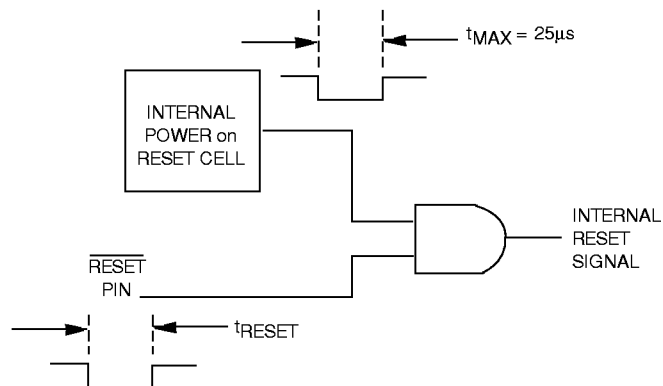 tMAX = 25µs
INTERNAL
POWER on
RESET CELL
INTERNAL
RESET
SIGNAL
RESET
PIN
tRESET